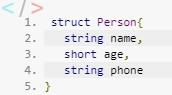 </>
1. struct Person{
2. string name,
3. short age,
4. string phone
5. }